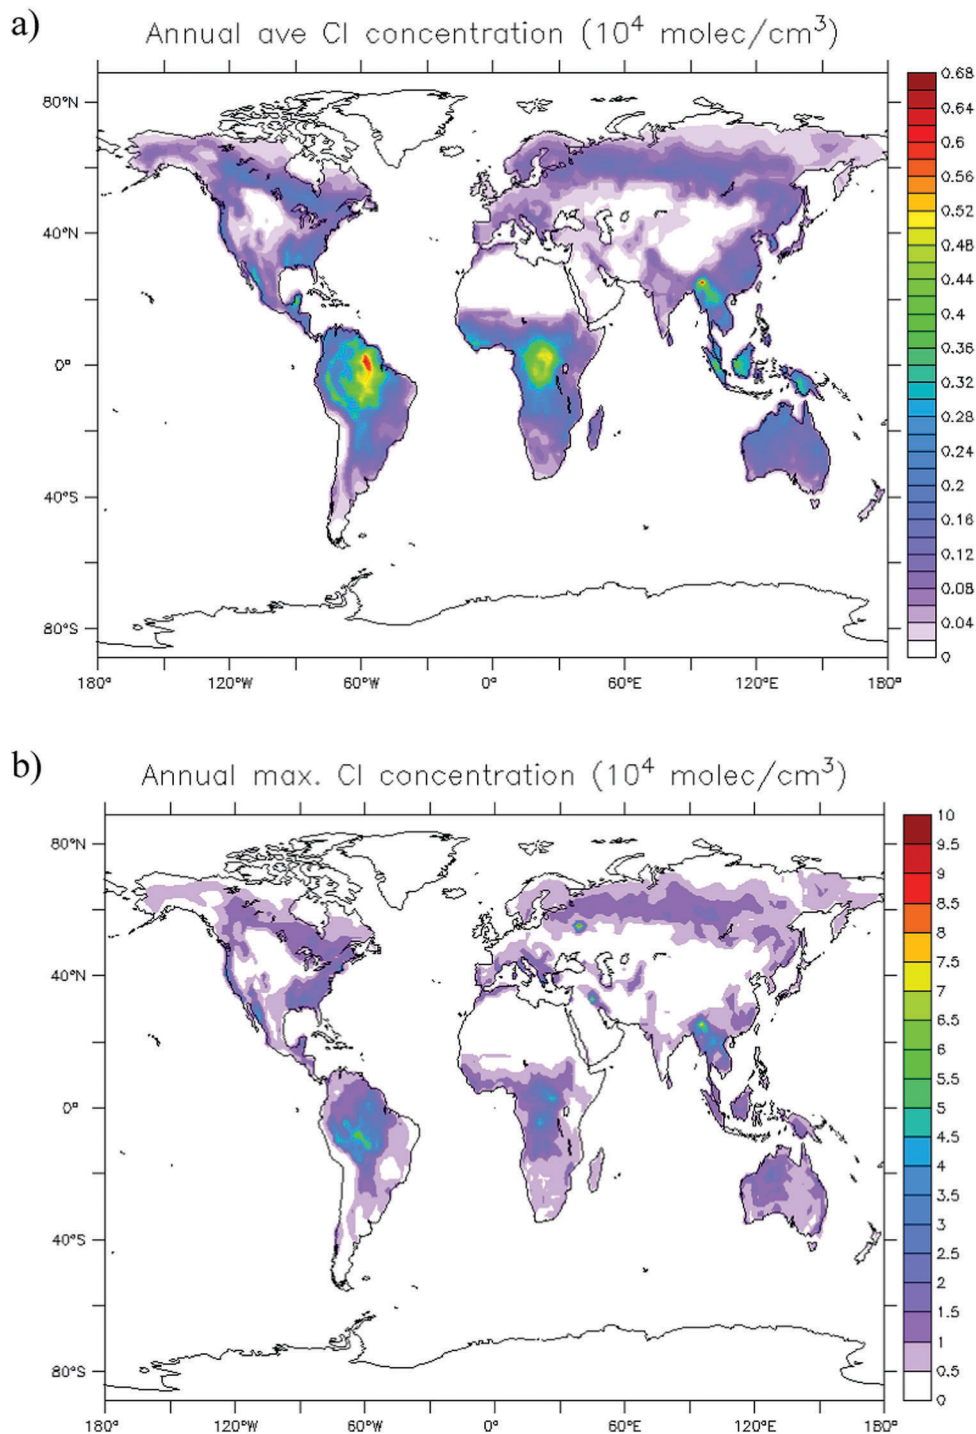 a)
Annual ave CI concentration (10⁴ molec/cm³)
80°N
40°N
0°
40°S
80°S
180°
120°W
60°W
0°
60°E
120°E
180°
0.68
0.64
0.6
0.56
0.52
0.48
0.44
0.4
0.36
0.32
0.28
0.24
0.2
0.16
0.12
0.08
0.04
0
b)
Annual max. CI concentration (10⁴ molec/cm³)
80°N
40°N
0°
40°S
80°S
180°
120°W
60°W
0°
60°E
120°E
180°
10
9.5
9
8.5
8
7.5
7
6.5
6
5.5
5
4.5
4
3.5
3
2.5
2
1.5
1
0.5
0